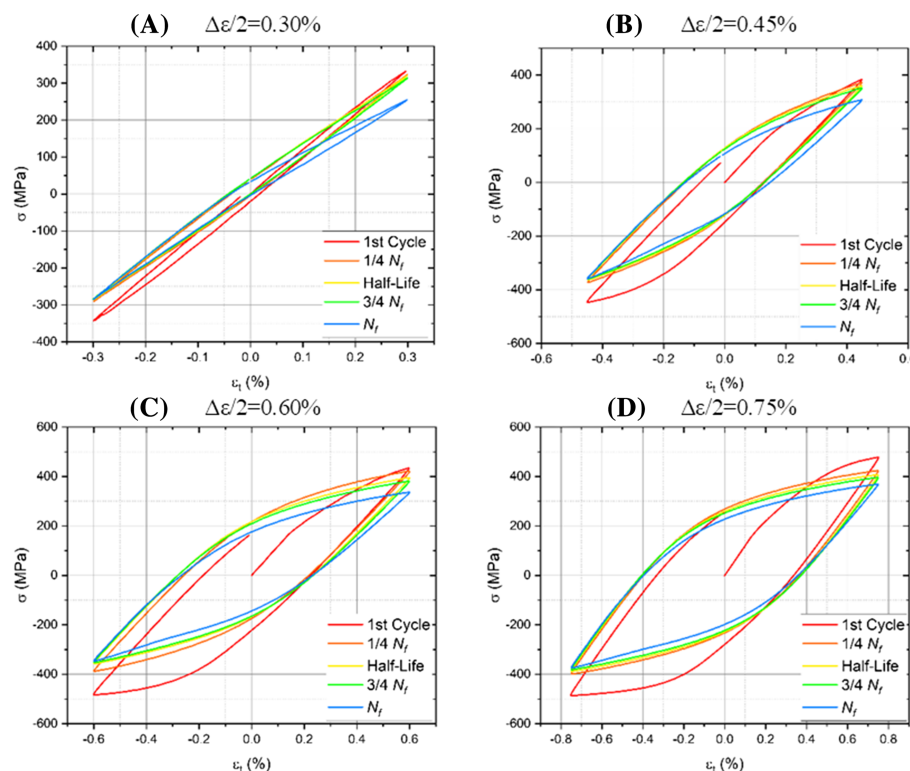 (A) Δε/2=0.30%
400
300
200
100
0
-100
-200
-300
-400
σ (MPa)
1st Cycle
1/4 Nf
Half-Life
3/4 Nf
Nf
-0.3 -0.2 -0.1 0.0 0.1 0.2 0.3
εt (%)
(B) Δε/2=0.45%
400
200
0
-200
-400
-600
σ (MPa)
1st Cycle
1/4 Nf
Half-Life
3/4 Nf
Nf
-0.6 -0.4 -0.2 0.0 0.2 0.4 0.6
εt (%)
(C) Δε/2=0.60%
600
400
200
0
-200
-400
-600
σ (MPa)
1st Cycle
1/4 Nf
Half-Life
3/4 Nf
Nf
-0.6 -0.4 -0.2 0.0 0.2 0.4 0.6
εt (%)
(D) Δε/2=0.75%
600
400
200
0
-200
-400
-600
σ (MPa)
1st Cycle
1/4 Nf
Half-Life
3/4 Nf
Nf
-0.8 -0.6 -0.4 -0.2 0.0 0.2 0.4 0.6 0.8
εt (%)